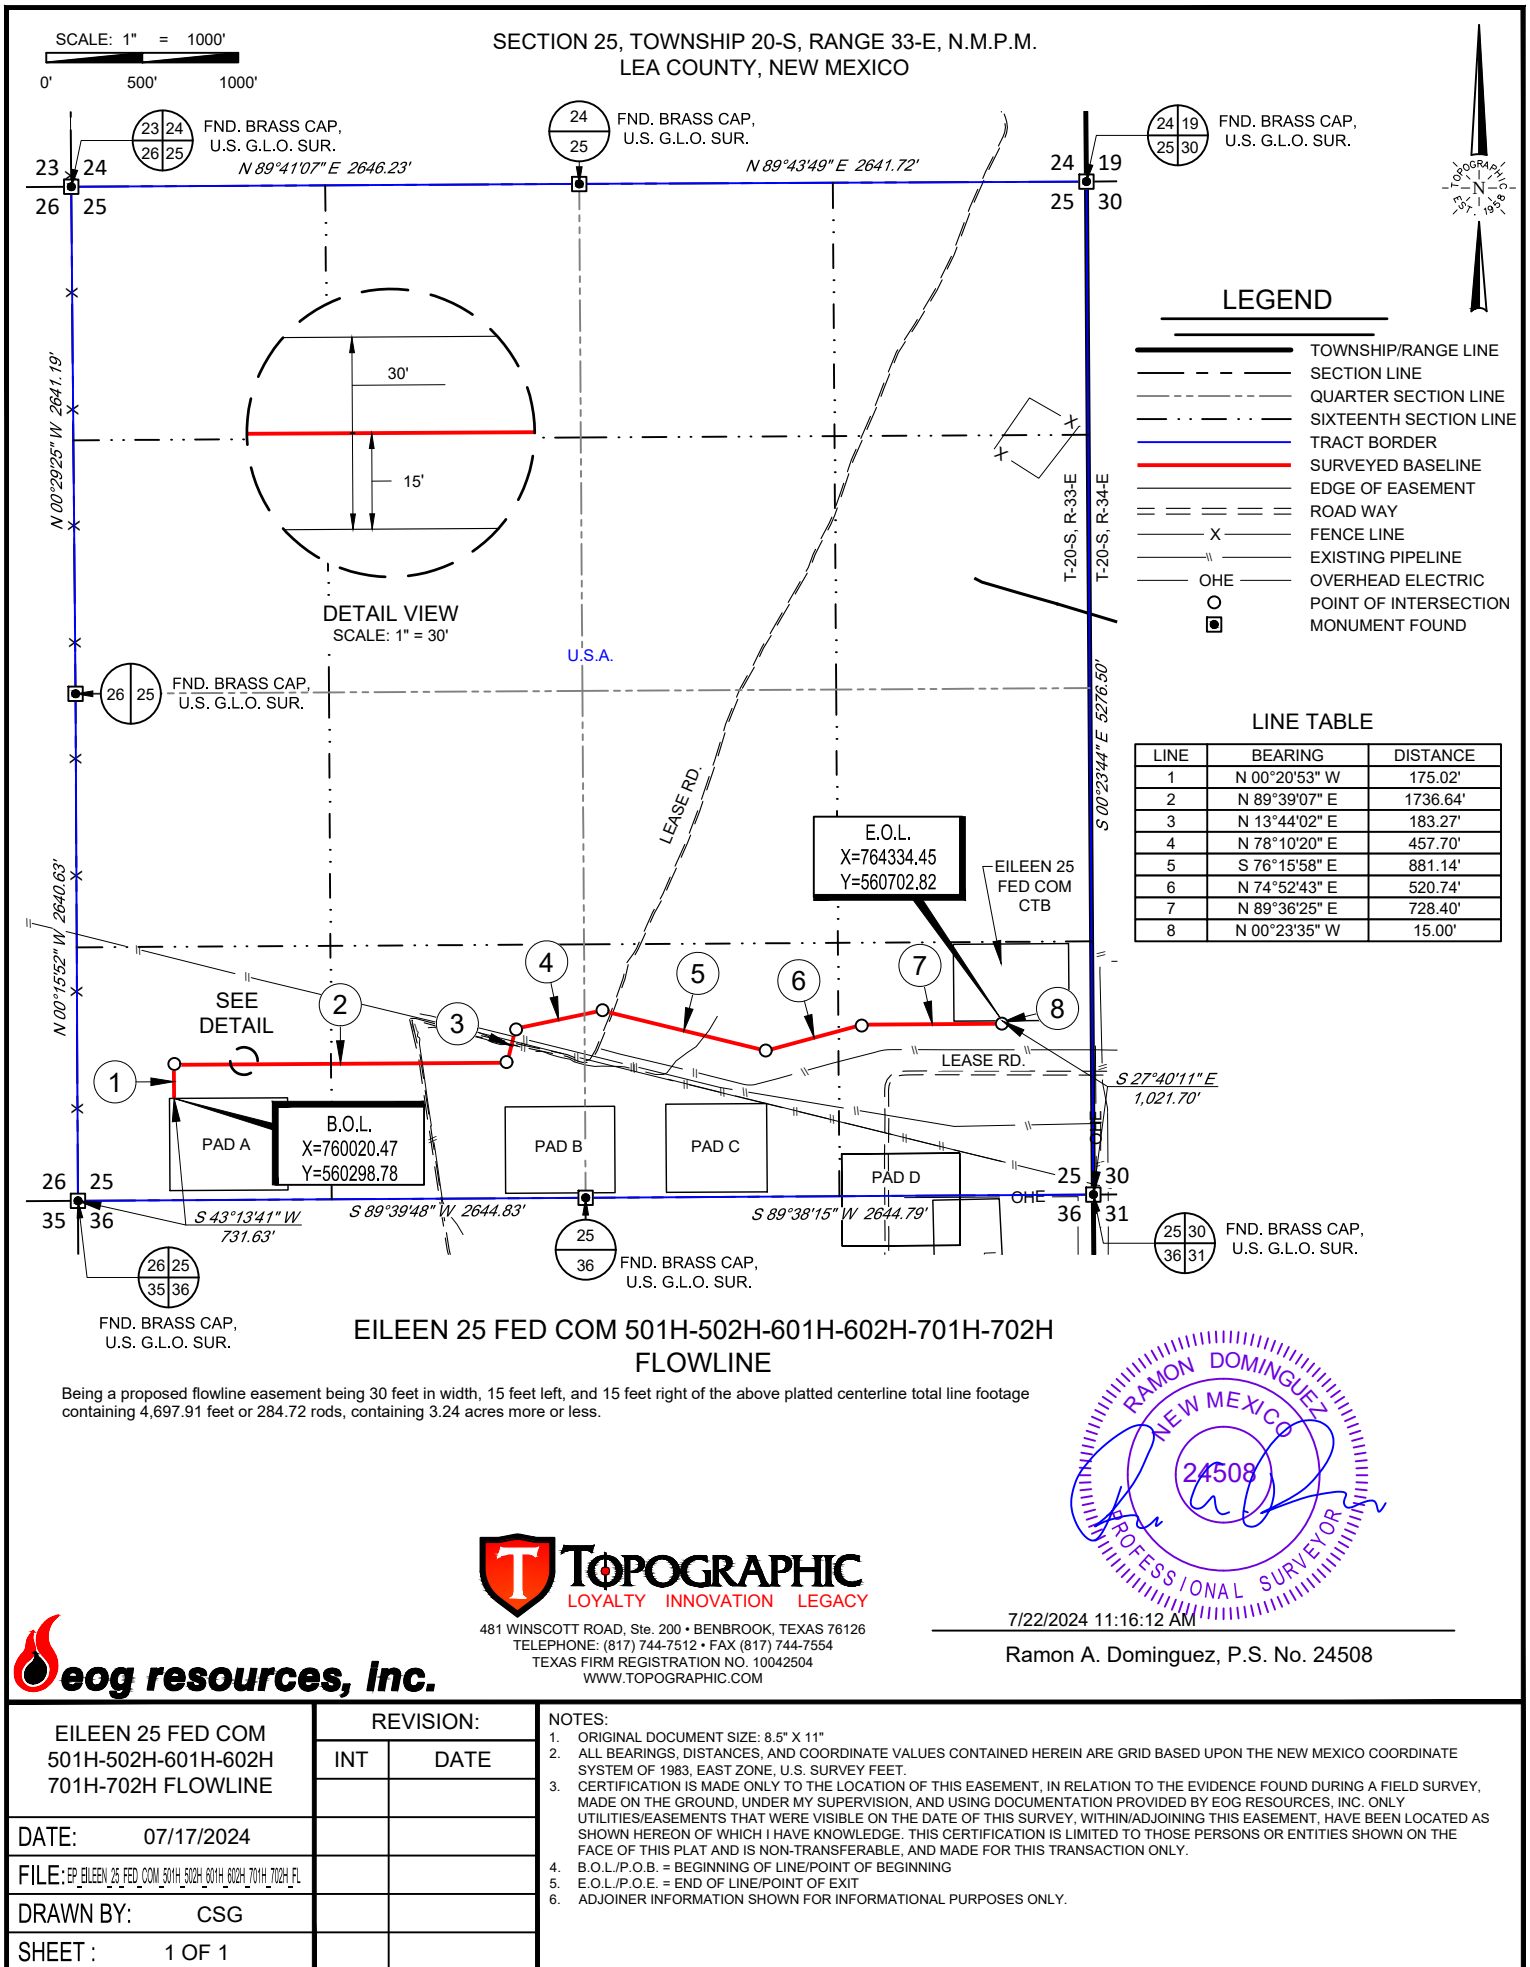 SCALE: 1" = 1000'
0' 500' 1000'
SECTION 25, TOWNSHIP 20-S, RANGE 33-E, N.M.P.M.
LEA COUNTY, NEW MEXICO
23 24
26 25
FND. BRASS CAP,
U.S. G.L.O. SUR.
24
25
FND. BRASS CAP,
U.S. G.L.O. SUR.
24 19
25 30
FND. BRASS CAP,
U.S. G.L.O. SUR.
N 89°41'07" E 2646.23'
N 89°43'49" E 2641.72'
23 24
26 25
24 19
25 30
TOPOGRAPHIC
N
EST. 1958
LEGEND
TOWNSHIP/RANGE LINE
SECTION LINE
QUARTER SECTION LINE
SIXTEENTH SECTION LINE
TRACT BORDER
SURVEYED BASELINE
EDGE OF EASEMENT
ROAD WAY
X FENCE LINE
EXISTING PIPELINE
OHE OVERHEAD ELECTRIC
POINT OF INTERSECTION
MONUMENT FOUND
N 00°29'25" W 2641.19'
30'
15'
DETAIL VIEW
SCALE: 1" = 30'
T-20-S, R-33-E
T-20-S, R-34-E
U.S.A.
26 25
FND. BRASS CAP,
U.S. G.L.O. SUR.
S 00°23'44" E 5276.50'
LINE TABLE
LINE BEARING DISTANCE
1 N 00°20'53" W 175.02'
2 N 89°39'07" E 1736.64'
3 N 13°44'02" E 183.27'
4 N 78°10'20" E 457.70'
5 S 76°15'58" E 881.14'
6 N 74°52'43" E 520.74'
7 N 89°36'25" E 728.40'
8 N 00°23'35" W 15.00'
LEASE RD.
E.O.L.
X=764334.45
Y=560702.82
EILEEN 25
FED COM
CTB
N 00°15'52" W 2640.63'
SEE
DETAIL
1
2
3
4
5
6
7
8
LEASE RD.
S 27°40'11" E
1,021.70'
OHE
B.O.L.
X=760020.47
Y=560298.78
PAD A
PAD B
PAD C
PAD D
OHE
26 25
35 36
25 30
36 31
S 43°13'41" W
731.63'
S 89°39'48" W 2644.83'
S 89°38'15" W 2644.79'
26 25
35 36
FND. BRASS CAP,
U.S. G.L.O. SUR.
25
36
FND. BRASS CAP,
U.S. G.L.O. SUR.
25 30
36 31
FND. BRASS CAP,
U.S. G.L.O. SUR.
EILEEN 25 FED COM 501H-502H-601H-602H-701H-702H
FLOWLINE
Being a proposed flowline easement being 30 feet in width, 15 feet left, and 15 feet right of the above platted centerline total line footage
containing 4,697.91 feet or 284.72 rods, containing 3.24 acres more or less.
RAMON DOMINGUEZ
NEW MEXICO
24508
PROFESSIONAL SURVEYOR
7/22/2024 11:16:12 AM
Ramon A. Dominguez, P.S. No. 24508
T TOPOGRAPHIC
LOYALTY INNOVATION LEGACY
481 WINSCOTT ROAD, Ste. 200 • BENBROOK, TEXAS 76126
TELEPHONE: (817) 744-7512 • FAX (817) 744-7554
TEXAS FIRM REGISTRATION NO. 10042504
WWW.TOPOGRAPHIC.COM
eog resources, inc.
EILEEN 25 FED COM
501H-502H-601H-602H
701H-702H FLOWLINE
DATE: 07/17/2024
FILE: EP_EILEEN_25_FED_COM_501H_502H_601H_602H_701H_702H_FL
DRAWN BY: CSG
SHEET : 1 OF 1
REVISION:
INT DATE
NOTES:
1. ORIGINAL DOCUMENT SIZE: 8.5" X 11"
2. ALL BEARINGS, DISTANCES, AND COORDINATE VALUES CONTAINED HEREIN ARE GRID BASED UPON THE NEW MEXICO COORDINATE
SYSTEM OF 1983, EAST ZONE, U.S. SURVEY FEET.
3. CERTIFICATION IS MADE ONLY TO THE LOCATION OF THIS EASEMENT, IN RELATION TO THE EVIDENCE FOUND DURING A FIELD SURVEY,
MADE ON THE GROUND, UNDER MY SUPERVISION, AND USING DOCUMENTATION PROVIDED BY EOG RESOURCES, INC. ONLY
UTILITIES/EASEMENTS THAT WERE VISIBLE ON THE DATE OF THIS SURVEY, WITHIN/ADJOINING THIS EASEMENT, HAVE BEEN LOCATED AS
SHOWN HEREON OF WHICH I HAVE KNOWLEDGE. THIS CERTIFICATION IS LIMITED TO THOSE PERSONS OR ENTITIES SHOWN ON THE
FACE OF THIS PLAT AND IS NON-TRANSFERABLE, AND MADE FOR THIS TRANSACTION ONLY.
4. B.O.L./P.O.B. = BEGINNING OF LINE/POINT OF BEGINNING
5. E.O.L./P.O.E. = END OF LINE/POINT OF EXIT
6. ADJOINER INFORMATION SHOWN FOR INFORMATIONAL PURPOSES ONLY.